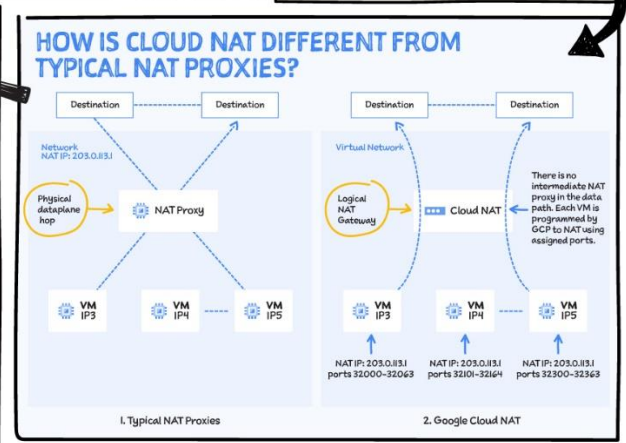 HOW IS CLOUD NAT DIFFERENT FROM
TYPICAL NAT PROXIES?
Destination
Destination
Network
NAT IP: 203.0.113.1
Physical
dataplane
hop
NAT Proxy
VM
IP3
VM
IP4
VM
IP5
1. Typical NAT Proxies
Destination
Destination
Virtual Network
Logical
NAT
Gateway
Cloud NAT
There is no
intermediate NAT
proxy in the data
path. Each VM is
programmed by
GCP to NAT using
assigned ports.
VM
IP3
VM
IP4
VM
IP5
NAT IP: 203.0.113.1
ports 32000-32063
NAT IP: 203.0.113.1
ports 32101-32164
NAT IP: 203.0.113.1
ports 32300-32363
2. Google Cloud NAT